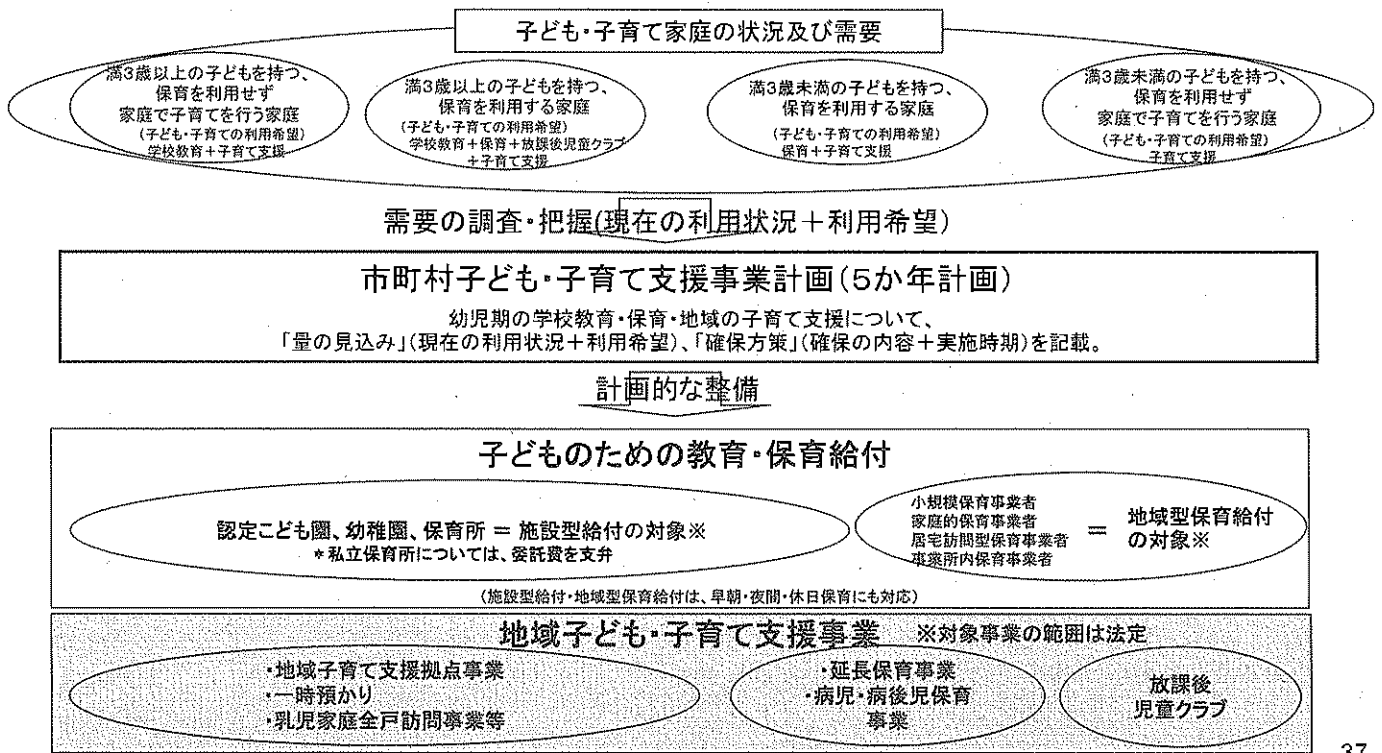 子ども・子育て家庭の状況及び需要
満3歳以上の子どもを持つ、
保育を利用せず
家庭で子育てを行う家庭
(子ども・子育ての利用希望)
学校教育＋子育て支援
満3歳以上の子どもを持つ、
保育を利用する家庭
(子ども・子育ての利用希望)
学校教育＋保育＋放課後児童クラブ
＋子育て支援
満3歳未満の子どもを持つ、
保育を利用する家庭
(子ども・子育ての利用希望)
保育＋子育て支援
満3歳未満の子どもを持つ、
保育を利用せず
家庭で子育てを行う家庭
(子ども・子育ての利用希望)
子育て支援
需要の調査・把握(現在の利用状況＋利用希望)
市町村子ども・子育て支援事業計画(5か年計画)
幼児期の学校教育・保育・地域の子育て支援について、
「量の見込み」(現在の利用状況＋利用希望)、「確保方策」(確保の内容＋実施時期)を記載。
計画的な整備
子どものための教育・保育給付
認定こども園、幼稚園、保育所 ＝ 施設型給付の対象※
＊私立保育所については、委託費を支弁
小規模保育事業者
家庭的保育事業者
居宅訪問型保育事業者
事業所内保育事業者
＝ 地域型保育給付
の対象※
(施設型給付・地域型保育給付は、早朝・夜間・休日保育にも対応)
地域子ども・子育て支援事業 ※対象事業の範囲は法定
・地域子育て支援拠点事業
・一時預かり
・乳児家庭全戸訪問事業等
・延長保育事業
・病児・病後児保育
事業
放課後
児童クラブ
37